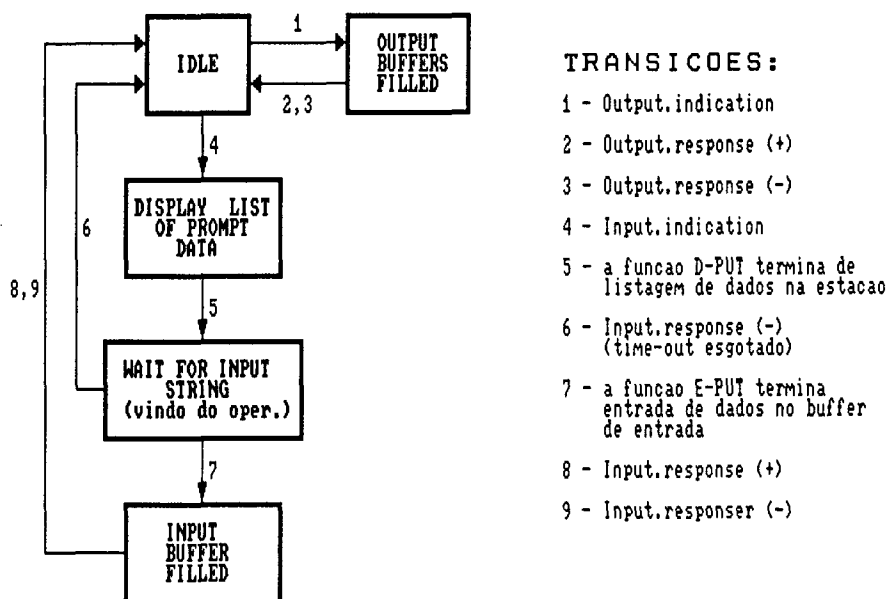 1
IDLE
OUTPUT
BUFFERS
FILLED
2,3
4
DISPLAY LIST
OF PROMPT
DATA
6
8,9
5
WAIT FOR INPUT
STRING
(vindo do oper.)
7
INPUT
BUFFER
FILLED
TRANSICOES:
1 - Output.indication
2 - Output.response (+)
3 - Output.response (-)
4 - Input.indication
5 - a funcao D-PUT termina de
listagem de dados na estacao
6 - Input.response (-)
(time-out esgotado)
7 - a funcao E-PUT termina
entrada de dados no buffer
de entrada
8 - Input.response (+)
9 - Input.responser (-)